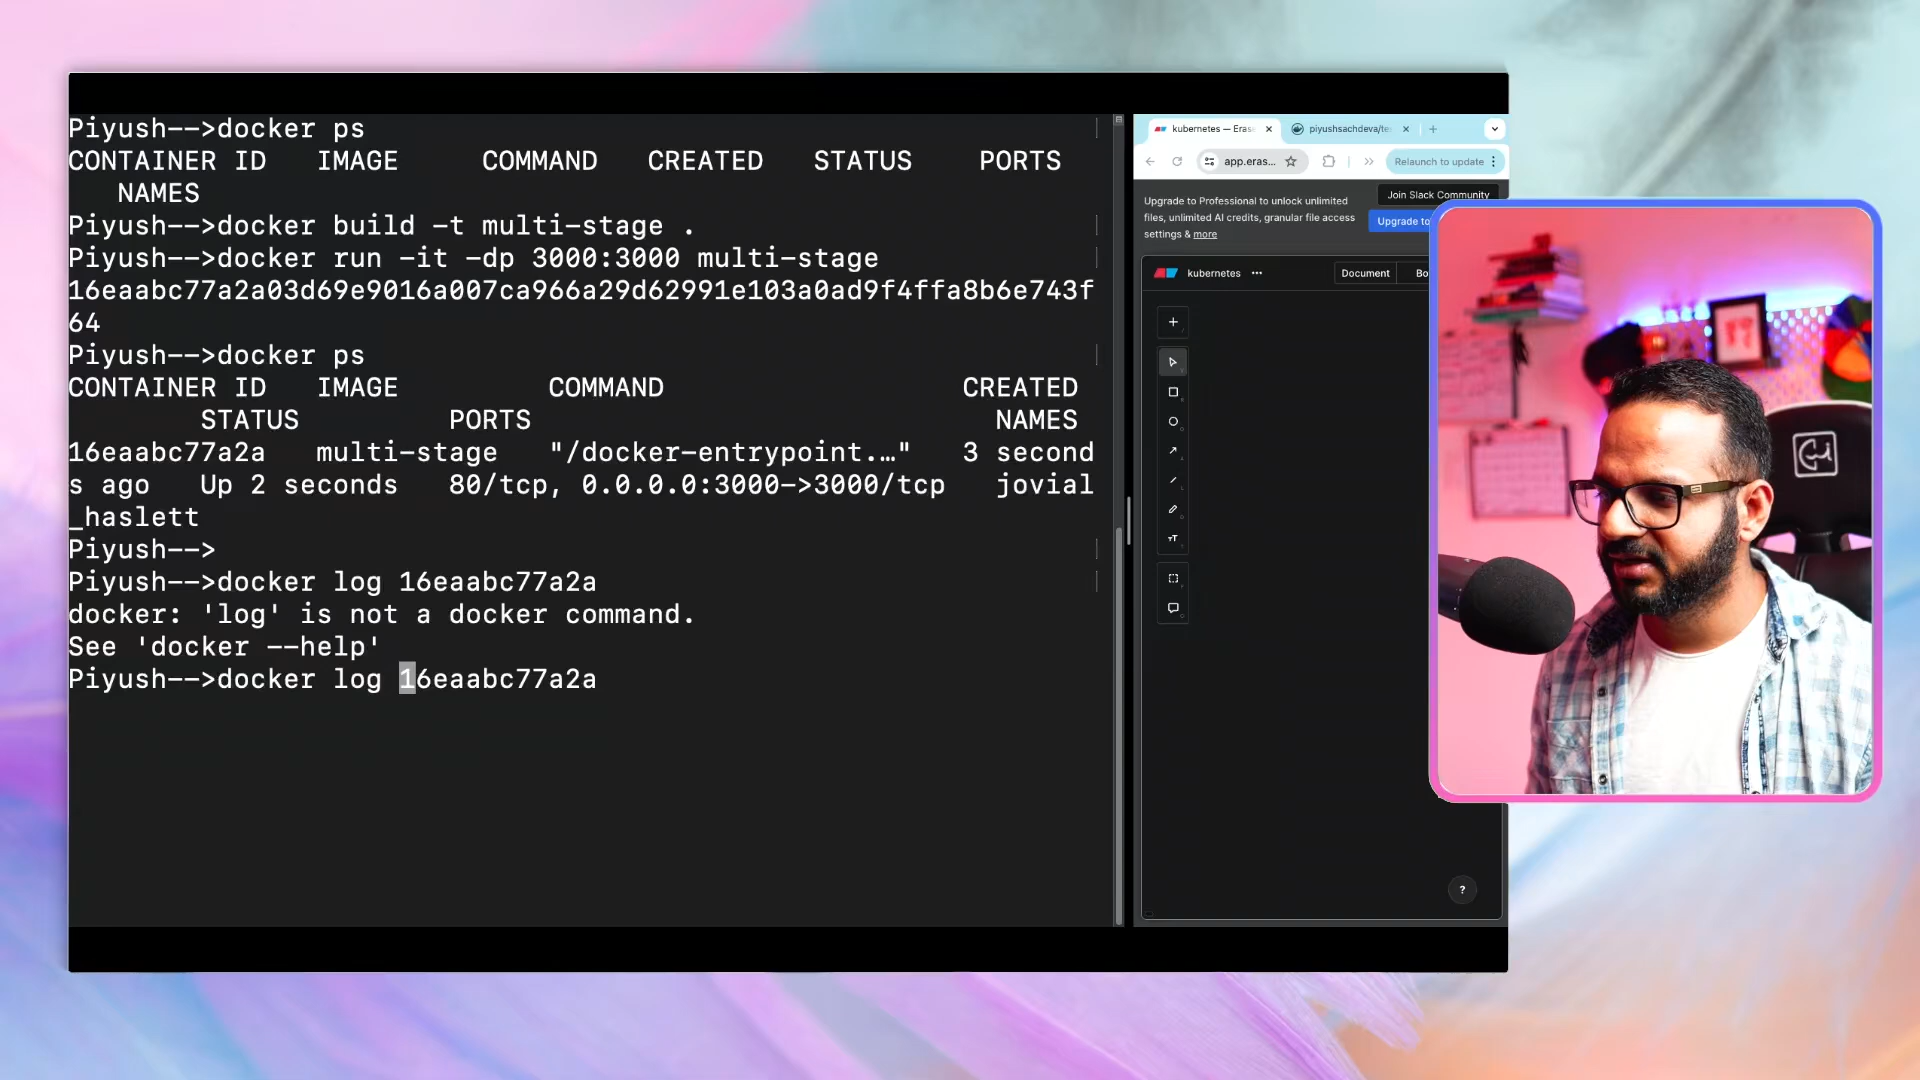 Piyush-->docker ps
CONTAINER ID   IMAGE     COMMAND   CREATED   STATUS    PORTS
   NAMES
Piyush-->docker build -t multi-stage .
Piyush-->docker run -it -dp 3000:3000 multi-stage
16eaabc77a2a03d69e9016a007ca966a29d62991e103a0ad9f4ffa8b6e743f
64
Piyush-->docker ps
CONTAINER ID   IMAGE         COMMAND                  CREATED
        STATUS         PORTS                            NAMES
16eaabc77a2a   multi-stage   "/docker-entrypoint.…"   3 second
s ago   Up 2 seconds   80/tcp, 0.0.0.0:3000->3000/tcp   jovial
_haslett
Piyush-->
Piyush-->docker log 16eaabc77a2a
docker: 'log' is not a docker command.
See 'docker --help'
Piyush-->docker log 16eaabc77a2a
kubernetes — Eras
piyushsachdeva/te
app.eras...
Relaunch to update
Upgrade to Professional to unlock unlimited
files, unlimited AI credits, granular file access
settings & more
Join Slack Community
Upgrade to
kubernetes
Document
Bo
?